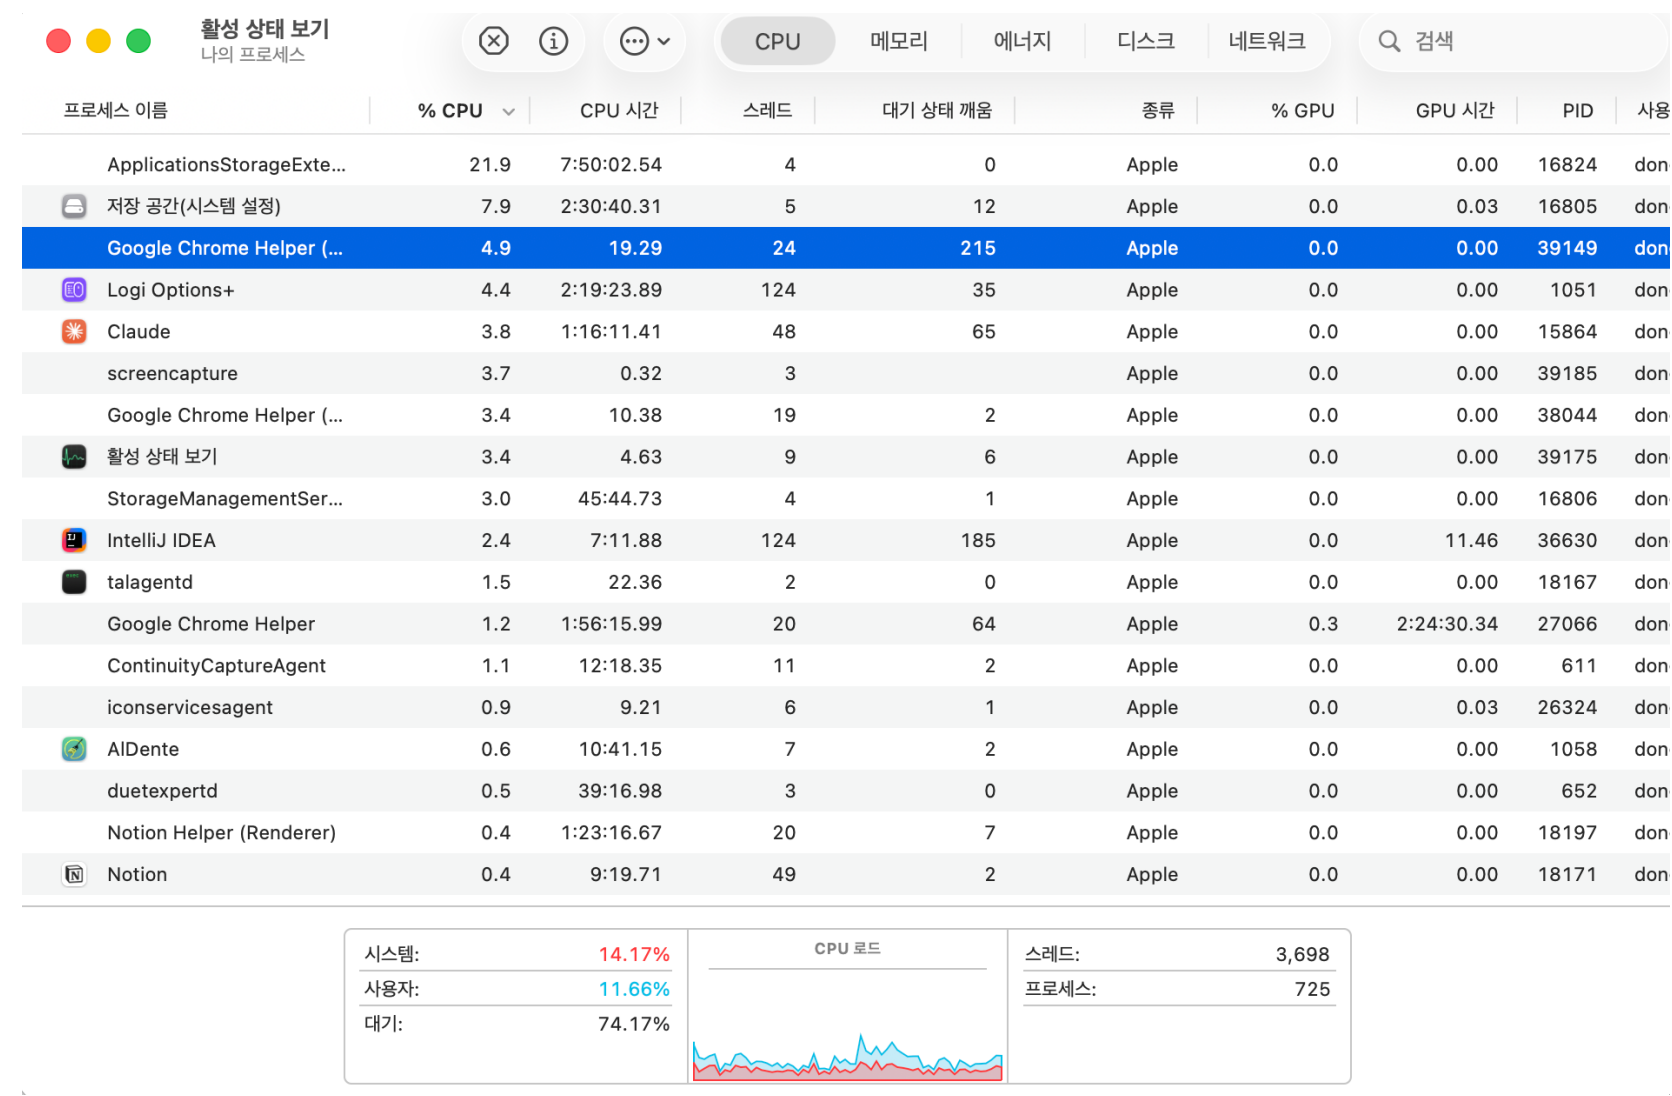 활성 상태 보기
나의 프로세스
CPU 메모리 에너지 디스크 네트워크 검색
프로세스 이름 % CPU CPU 시간 스레드 대기 상태 깨움 종류 % GPU GPU 시간 PID 사용
ApplicationsStorageExte... 21.9 7:50:02.54 4 0 Apple 0.0 0.00 16824 don
저장 공간(시스템 설정) 7.9 2:30:40.31 5 12 Apple 0.0 0.03 16805 don
Google Chrome Helper (... 4.9 19.29 24 215 Apple 0.0 0.00 39149 don
Logi Options+ 4.4 2:19:23.89 124 35 Apple 0.0 0.00 1051 don
Claude 3.8 1:16:11.41 48 65 Apple 0.0 0.00 15864 don
screencapture 3.7 0.32 3 Apple 0.0 0.00 39185 don
Google Chrome Helper (... 3.4 10.38 19 2 Apple 0.0 0.00 38044 don
활성 상태 보기 3.4 4.63 9 6 Apple 0.0 0.00 39175 don
StorageManagementSer... 3.0 45:44.73 4 1 Apple 0.0 0.00 16806 don
IntelliJ IDEA 2.4 7:11.88 124 185 Apple 0.0 11.46 36630 don
talagentd 1.5 22.36 2 0 Apple 0.0 0.00 18167 don
Google Chrome Helper 1.2 1:56:15.99 20 64 Apple 0.3 2:24:30.34 27066 don
ContinuityCaptureAgent 1.1 12:18.35 11 2 Apple 0.0 0.00 611 don
iconservicesagent 0.9 9.21 6 1 Apple 0.0 0.03 26324 don
AlDente 0.6 10:41.15 7 2 Apple 0.0 0.00 1058 don
duetexpertd 0.5 39:16.98 3 0 Apple 0.0 0.00 652 don
Notion Helper (Renderer) 0.4 1:23:16.67 20 7 Apple 0.0 0.00 18197 don
Notion 0.4 9:19.71 49 2 Apple 0.0 0.00 18171 don
시스템: 14.17%
사용자: 11.66%
대기: 74.17%
CPU 로드
스레드: 3,698
프로세스: 725